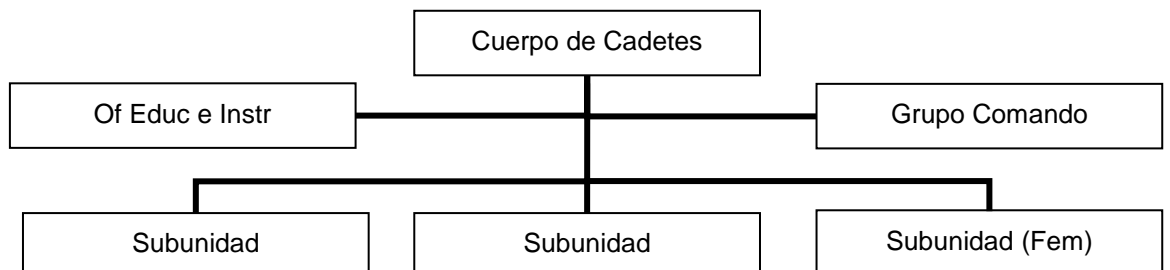 Cuerpo de Cadetes
Of Educ e Instr
Grupo Comando
Subunidad
Subunidad
Subunidad (Fem)